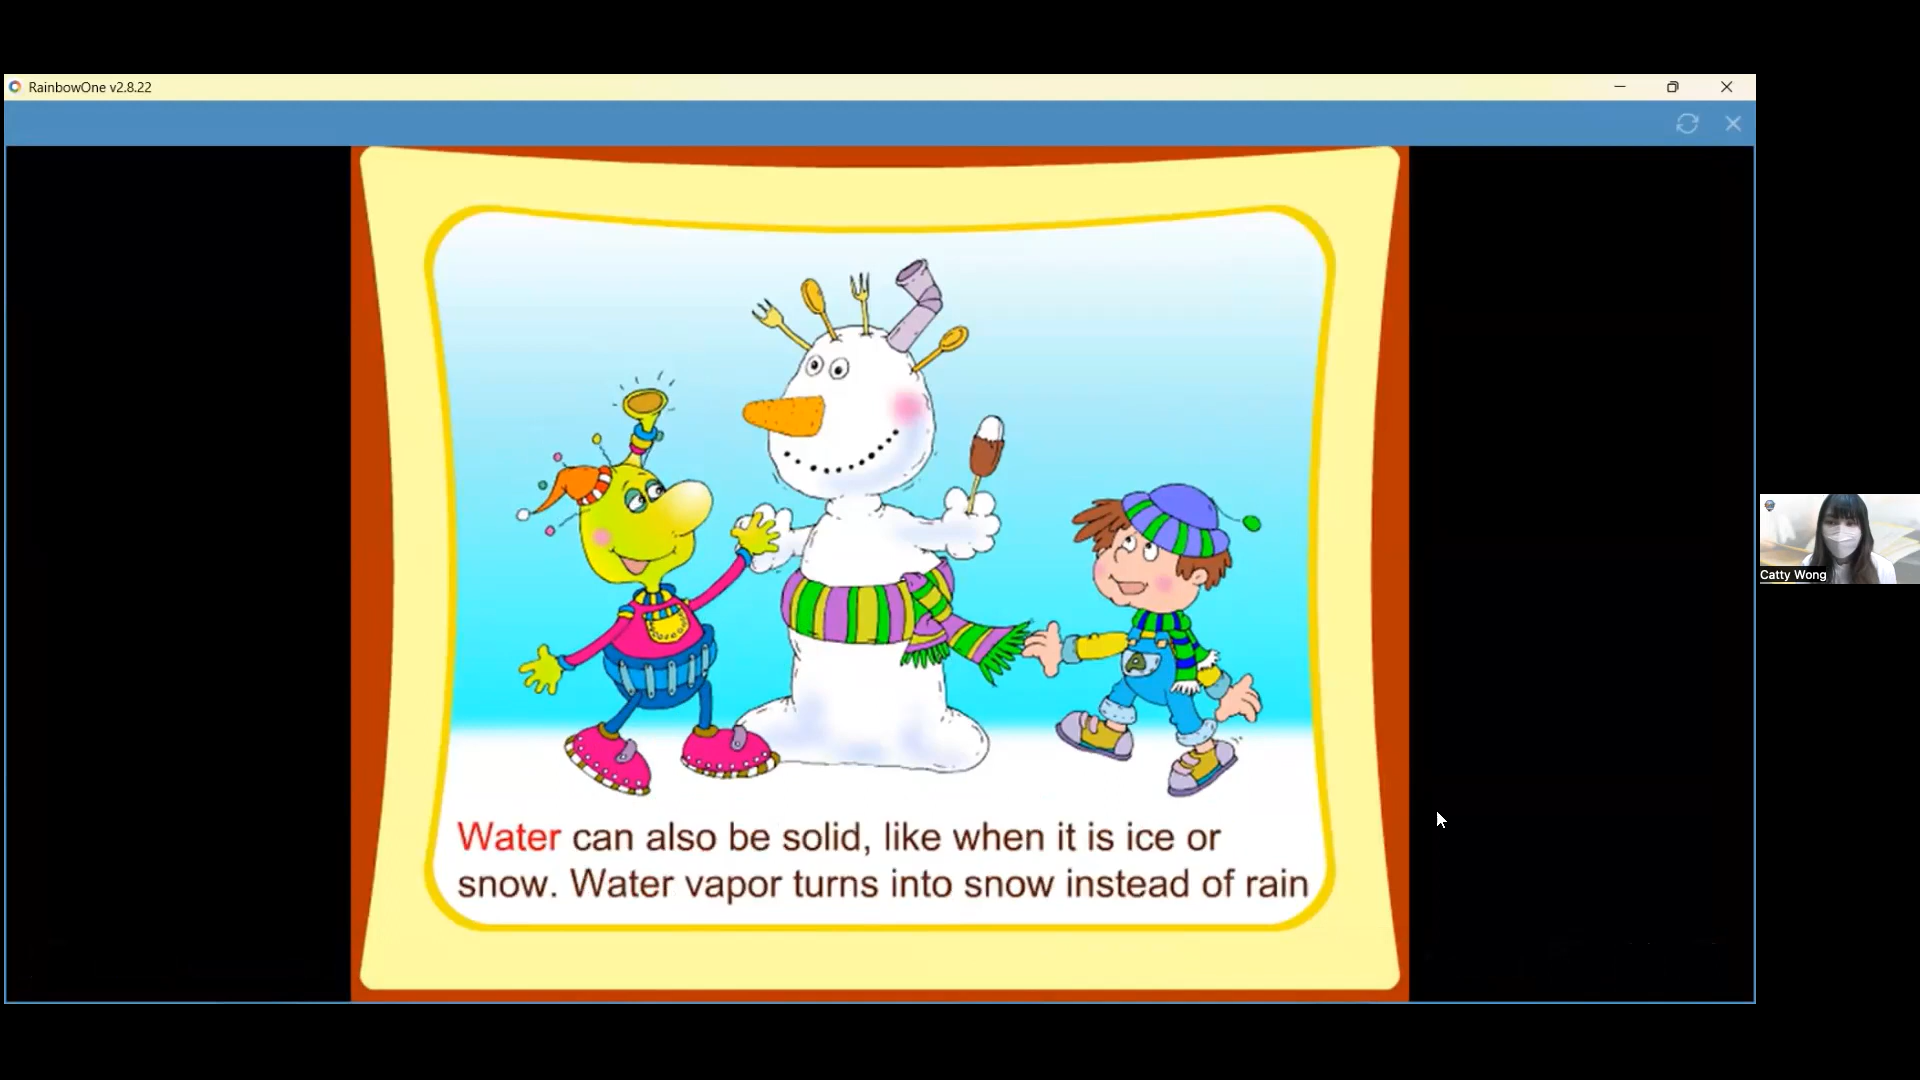 RainbowOne v2.8.22
Water can also be solid, like when it is ice or
snow. Water vapor turns into snow instead of rain
Catty Wong